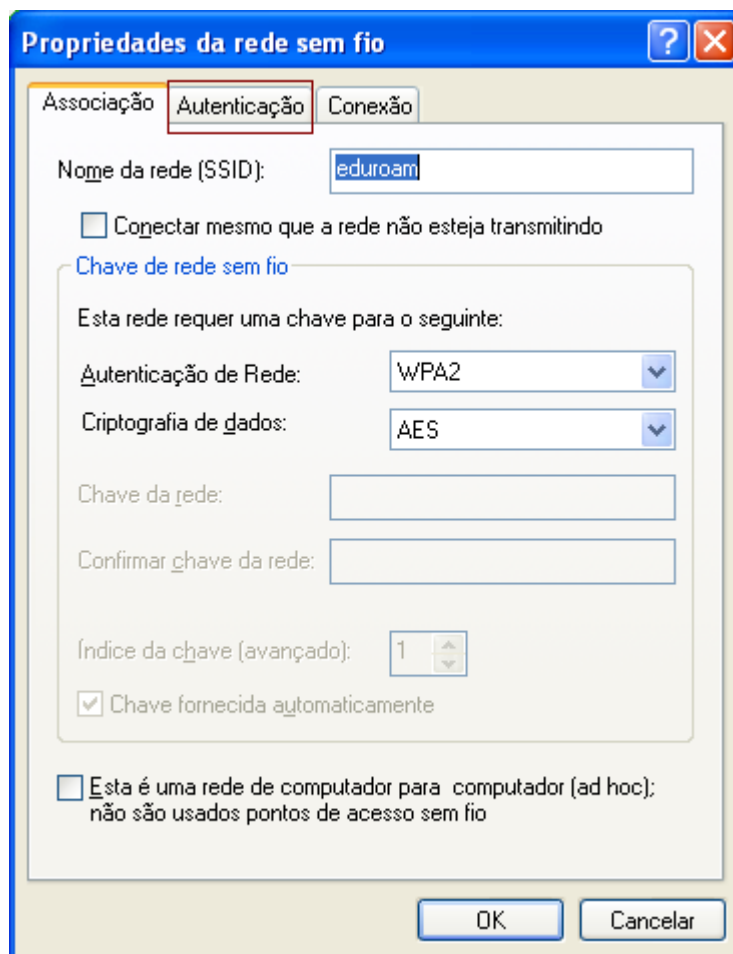 Propriedades da rede sem fio
Associação Autenticação Conexão
Nome da rede (SSID): eduroam
Conectar mesmo que a rede não esteja transmitindo
Chave de rede sem fio
Esta rede requer uma chave para o seguinte:
Autenticação de Rede: WPA2
Criptografia de dados: AES
Chave da rede:
Confirmar chave da rede:
Índice da chave (avançado): 1
Chave fornecida automaticamente
Esta é uma rede de computador para computador (ad hoc);
não são usados pontos de acesso sem fio
OK Cancelar